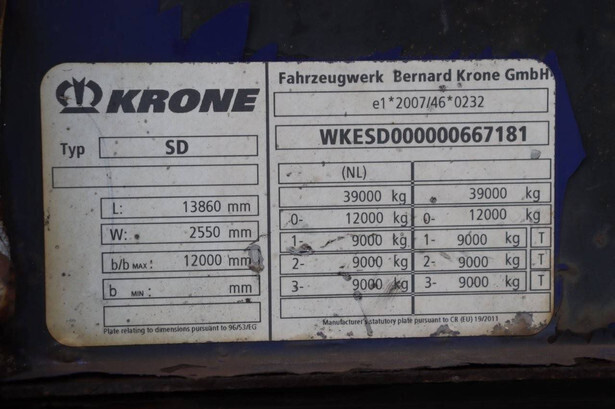 KRONE
Typ SD
L: 13860 mm
W: 2550 mm
b/b MAX: 12000 mm
b MIN: mm
Plate relating to dimensions pursuant to 96/53/EG
Fahrzeugwerk Bernard Krone GmbH
e1*2007/46*0232
WKESD000000667181
(NL)
39000 kg 39000 kg
0- 12000 kg 0- 12000 kg
1- 9000 kg 1- 9000 kg T
2- 9000 kg 2- 9000 kg T
3- 9000 kg 3- 9000 kg T
Manufacturer's statutory plate pursuant to CR (EU) 19/2011